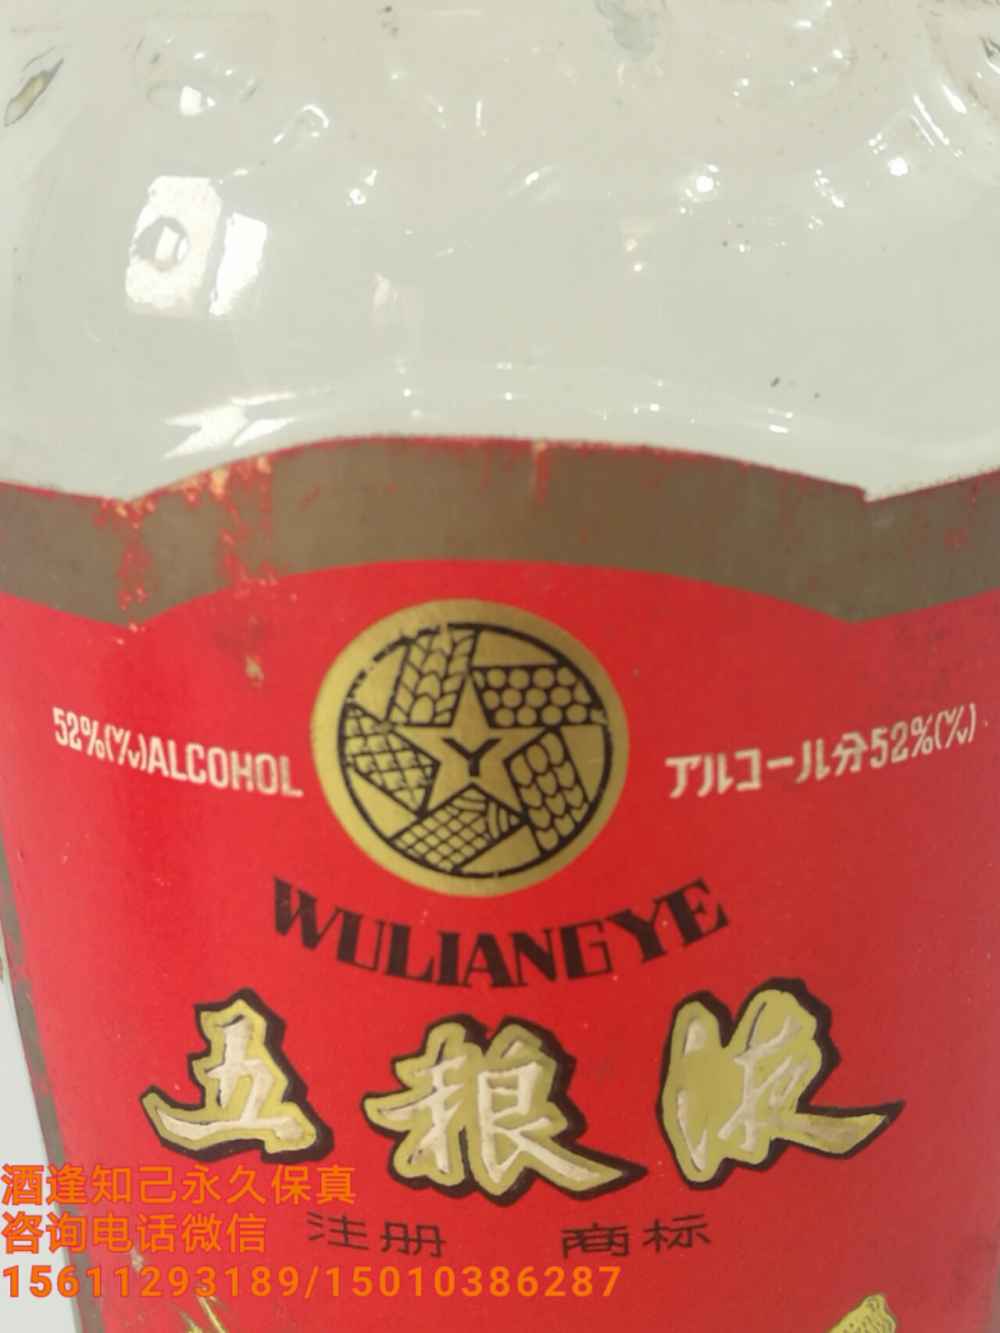 52%(%)ALCOHOL
アルコール分52%(%)
Y
WULIANGYE
五粮液
注册 商标
酒逢知己永久保真
咨询电话微信
15611293189/15010386287